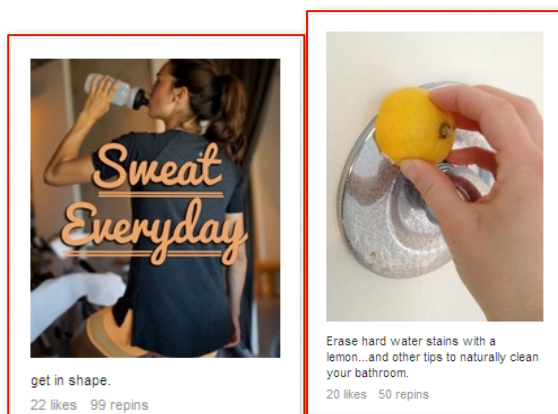 Sweat
Everyday
get in shape.
22 likes 99 repins
Erase hard water stains with a
lemon...and other tips to naturally clean
your bathroom.
20 likes 50 repins